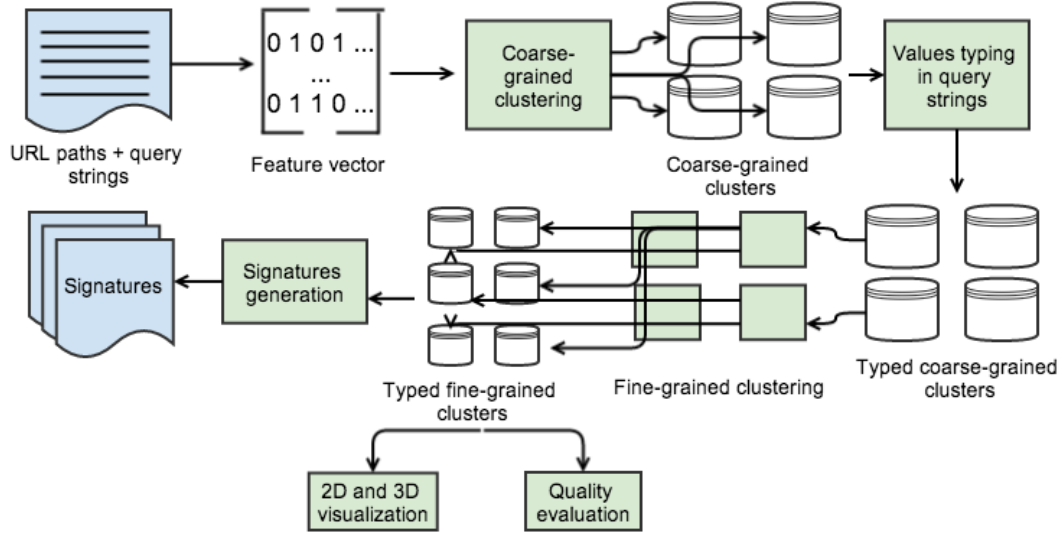 0 1 0 1 ...
...
0 1 1 0 ...
Coarse-
grained
clustering
Values typing
in query
strings
URL paths + query
strings
Feature vector
Coarse-grained
clusters
Signatures
Signatures
generation
Typed fine-grained
clusters
Fine-grained clustering
Typed coarse-grained
clusters
2D and 3D
visualization
Quality
evaluation